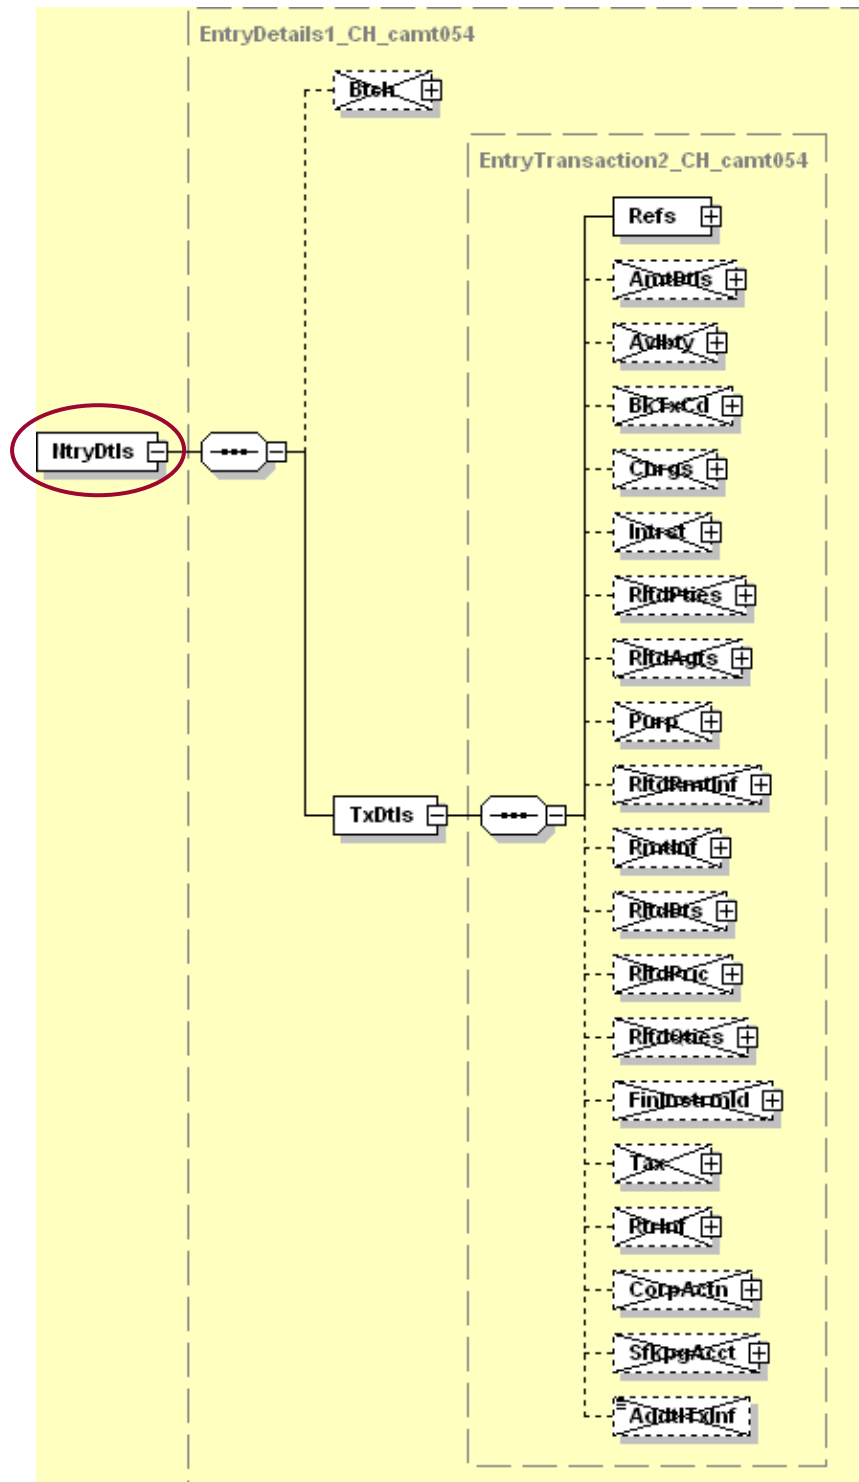 EntryDetails1_CH_camt054
Btch
EntryTransaction2_CH_camt054
Refs
AmtDtls
Avlbty
BkTxCd
NtryDtls
Chrgs
Intrst
RltdPties
RltdAgts
Purp
RltdRmtInf
TxDtls
RmtInf
RltdDts
RltdPric
RltdQties
FinInstrmId
Tax
RtrInf
CorpActn
SfkpgAcct
AddtlTxInf